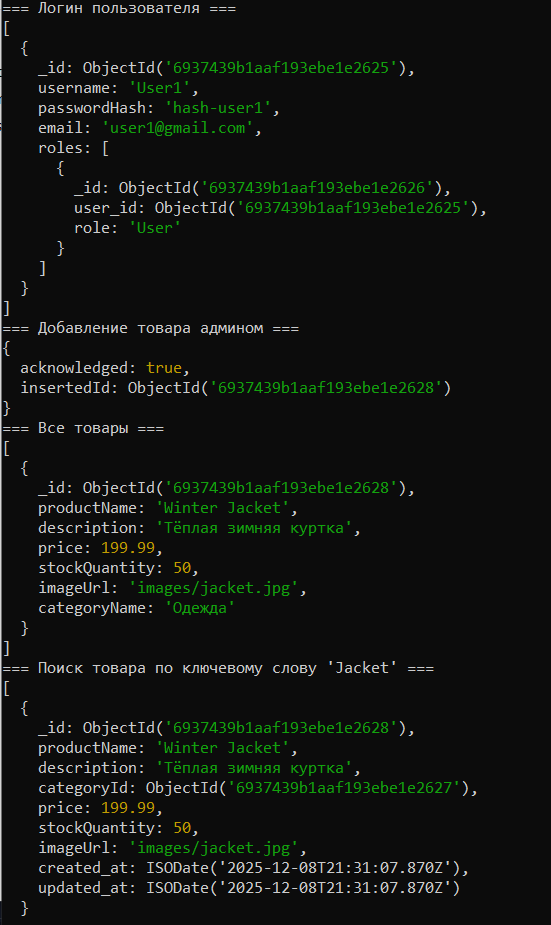 === Логин пользователя ===
[
  {
    _id: ObjectId('6937439b1aaf193ebe1e2625'),
    username: 'User1',
    passwordHash: 'hash-user1',
    email: 'user1@gmail.com',
    roles: [
      {
        _id: ObjectId('6937439b1aaf193ebe1e2626'),
        user_id: ObjectId('6937439b1aaf193ebe1e2625'),
        role: 'User'
      }
    ]
  }
]
=== Добавление товара админом ===
{
  acknowledged: true,
  insertedId: ObjectId('6937439b1aaf193ebe1e2628')
}
=== Все товары ===
[
  {
    _id: ObjectId('6937439b1aaf193ebe1e2628'),
    productName: 'Winter Jacket',
    description: 'Тёплая зимняя куртка',
    price: 199.99,
    stockQuantity: 50,
    imageUrl: 'images/jacket.jpg',
    categoryName: 'Одежда'
  }
]
=== Поиск товара по ключевому слову 'Jacket' ===
[
  {
    _id: ObjectId('6937439b1aaf193ebe1e2628'),
    productName: 'Winter Jacket',
    description: 'Тёплая зимняя куртка',
    categoryId: ObjectId('6937439b1aaf193ebe1e2627'),
    price: 199.99,
    stockQuantity: 50,
    imageUrl: 'images/jacket.jpg',
    created_at: ISODate('2025-12-08T21:31:07.870Z'),
    updated_at: ISODate('2025-12-08T21:31:07.870Z')
  }